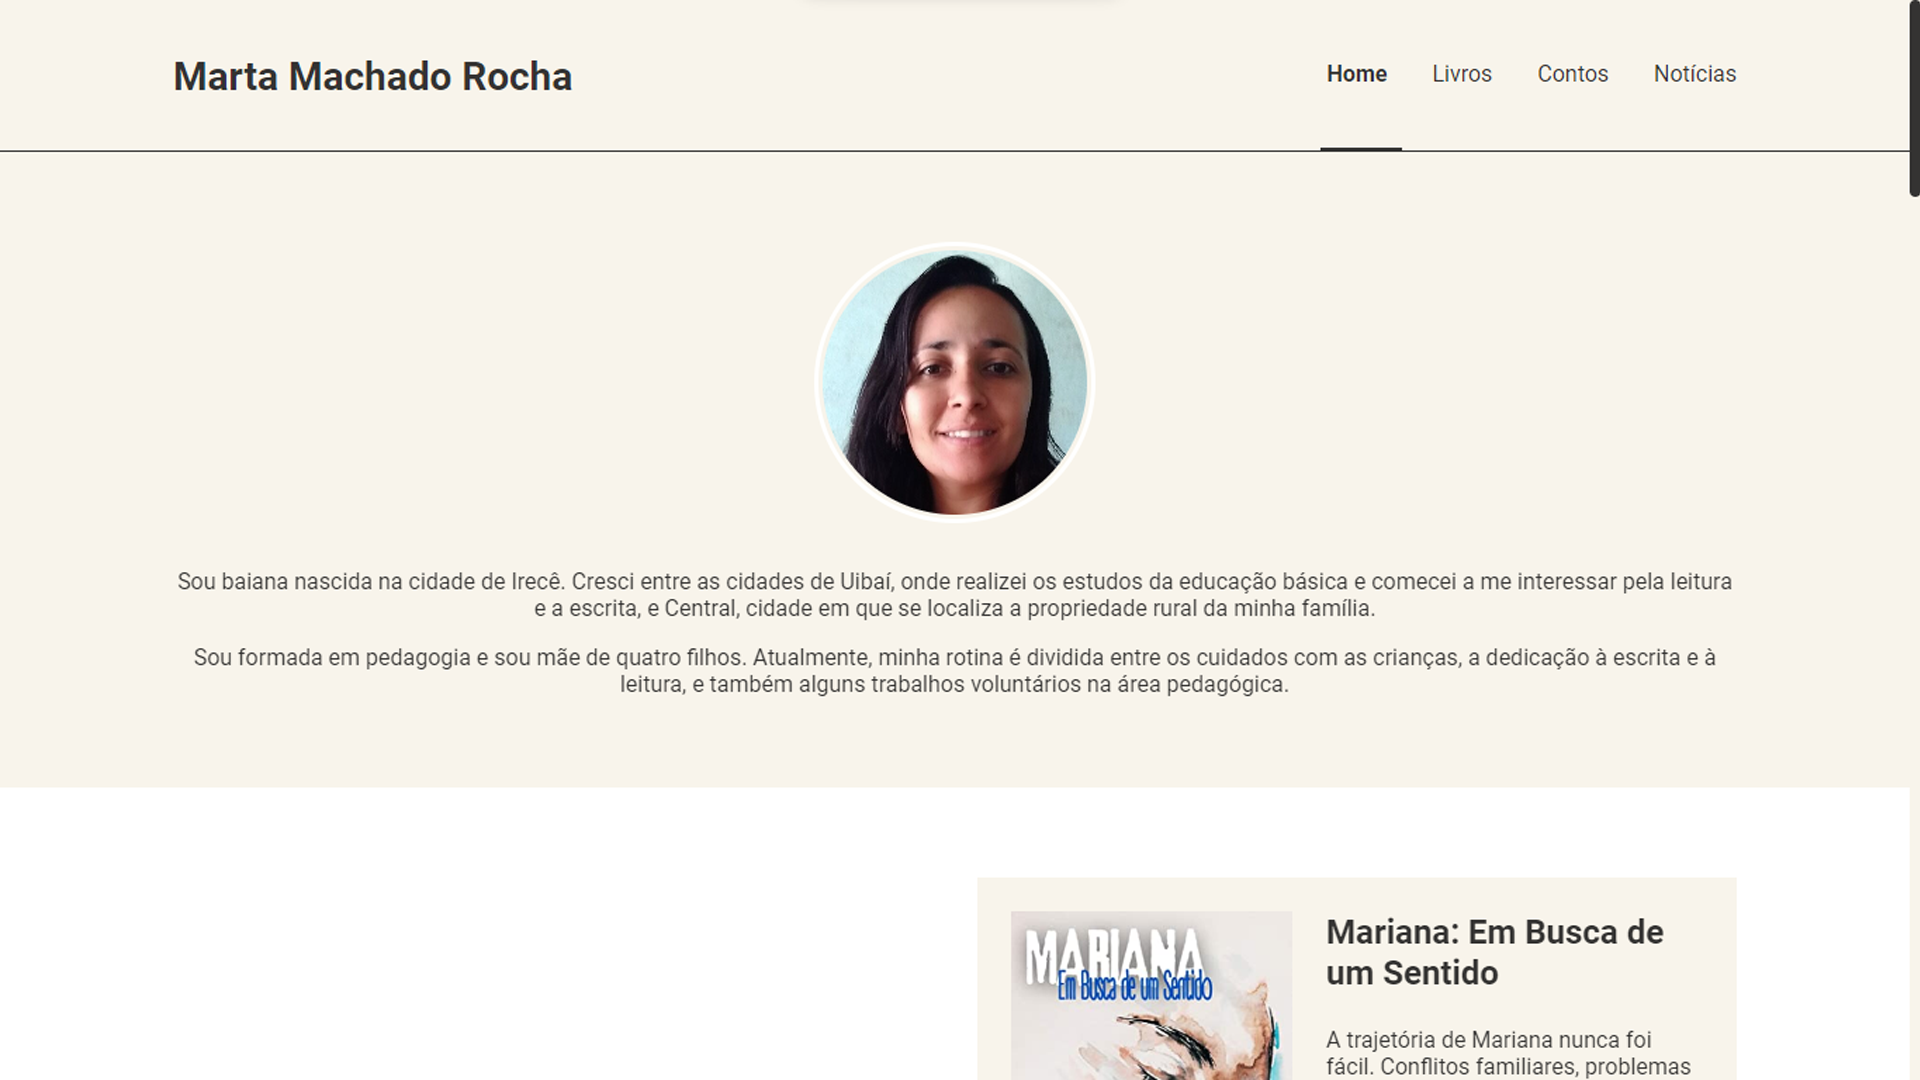 Marta Machado Rocha
Home
Livros
Contos
Notícias
Sou baiana nascida na cidade de Irecê. Cresci entre as cidades de Uibaí, onde realizei os estudos da educação básica e comecei a me interessar pela leitura
e a escrita, e Central, cidade em que se localiza a propriedade rural da minha família.
Sou formada em pedagogia e sou mãe de quatro filhos. Atualmente, minha rotina é dividida entre os cuidados com as crianças, a dedicação à escrita e à
leitura, e também alguns trabalhos voluntários na área pedagógica.
MARIANA
Em Busca de um Sentido
Mariana: Em Busca de
um Sentido
A trajetória de Mariana nunca foi
fácil. Conflitos familiares, problemas